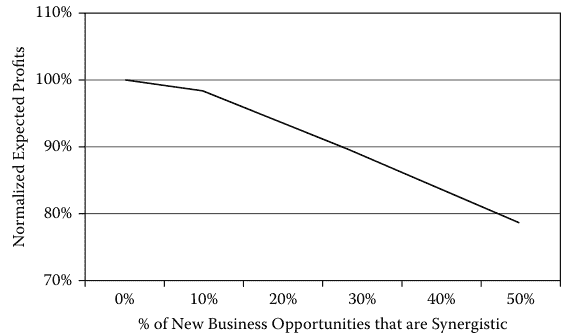 110%
100%
90%
80%
70%
Normalized Expected Profits
0% 10% 20% 30% 40% 50%
% of New Business Opportunities that are Synergistic